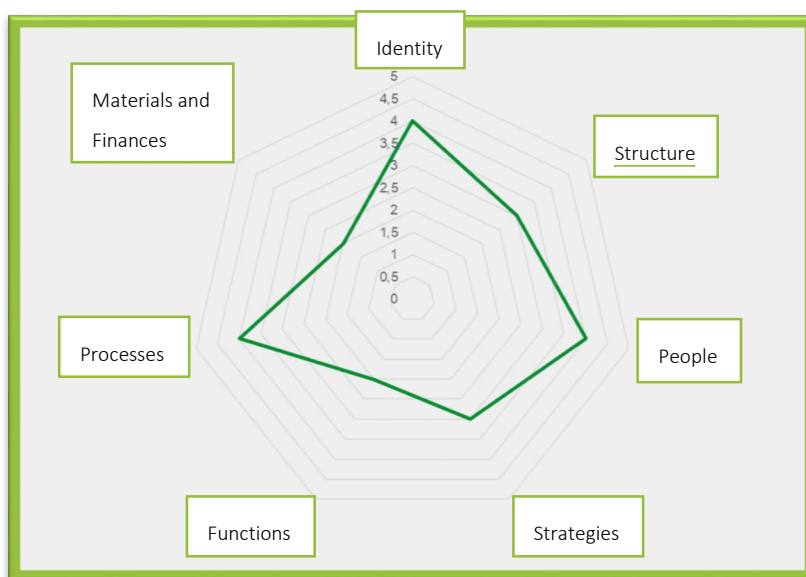 Identity
5
4,5
4
3,5
3
2,5
2
1,5
1
0,5
0
Materials and
Finances
Structure
Processes
People
Functions
Strategies